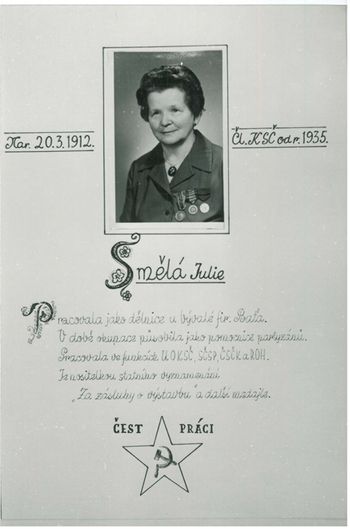 Nar. 20.3.1912.
Čl. KSČ od r. 1935.
Smělá Julie
Pracovala jako dělnice u bývalé fir. Baťa.
V době okupace působila jako pomocnice partyzánů.
Pracovala ve funkcích U O KSČ, SČSP, ČSČK a ROH.
Je nositelkou státního vyznamenání
„Za zásluhy o výstavbu" a další medajle.
ČEST PRÁCI